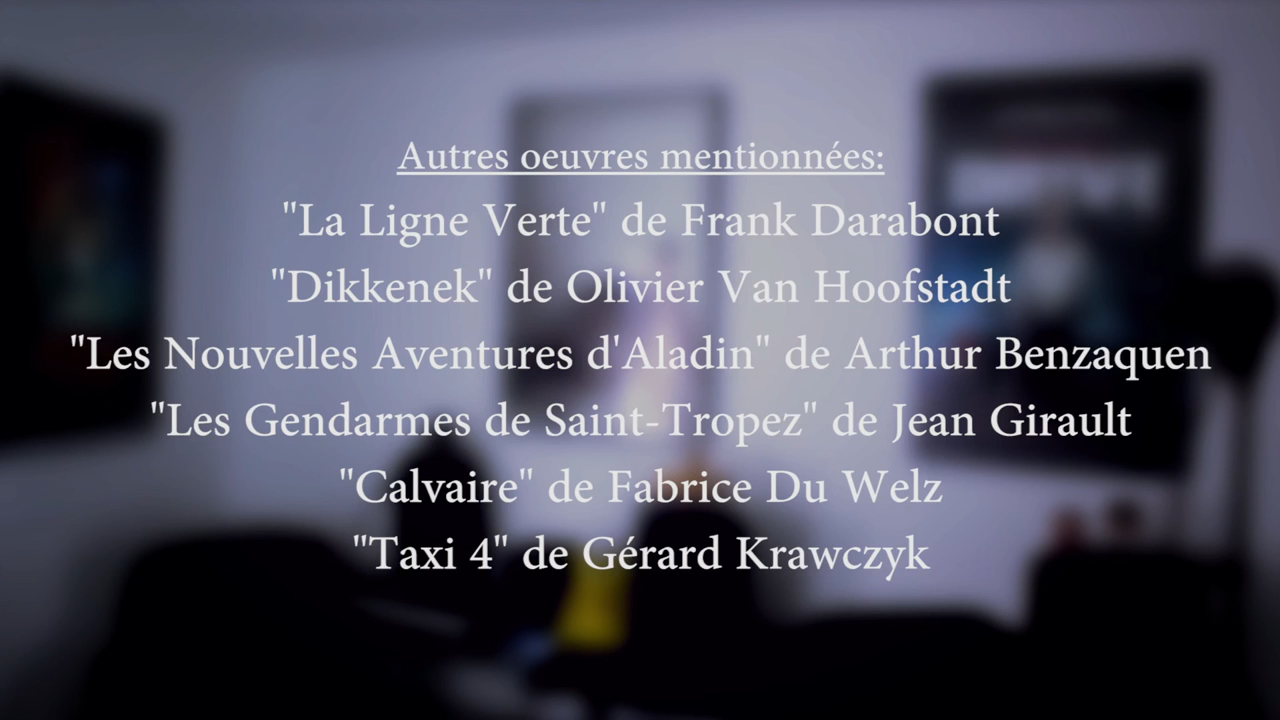 Autres oeuvres mentionnées:
"La Ligne Verte" de Frank Darabont
"Dikkenek" de Olivier Van Hoofstadt
"Les Nouvelles Aventures d'Aladin" de Arthur Benzaquen
"Les Gendarmes de Saint-Tropez" de Jean Girault
"Calvaire" de Fabrice Du Welz
"Taxi 4" de Gérard Krawczyk